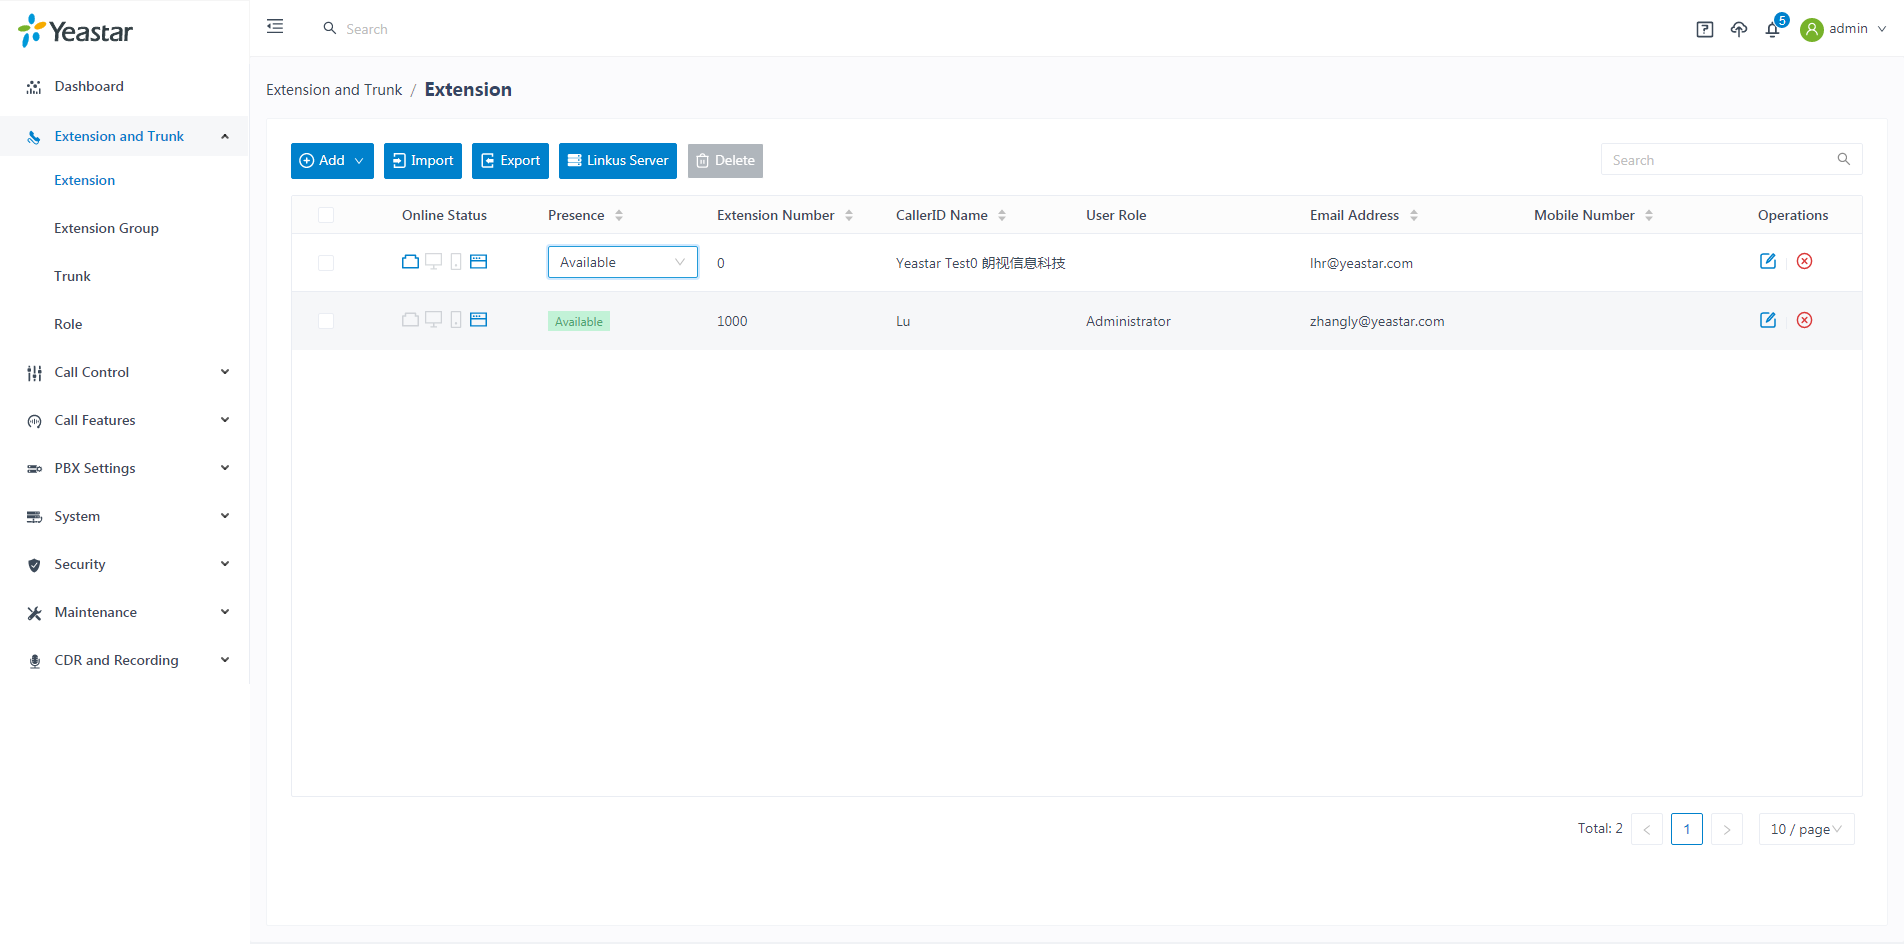 Yeastar
Search
5
admin
Dashboard
Extension and Trunk
Extension
Extension Group
Trunk
Role
Call Control
Call Features
PBX Settings
System
Security
Maintenance
CDR and Recording
Extension and Trunk / Extension
Add Import Export Linkus Server Delete Search
Online Status Presence Extension Number CallerID Name User Role Email Address Mobile Number Operations
Available 0 Yeastar Test0 朗视信息科技 lhr@yeastar.com
Available 1000 Lu Administrator zhangly@yeastar.com
Total: 2 < 1 > 10 / page